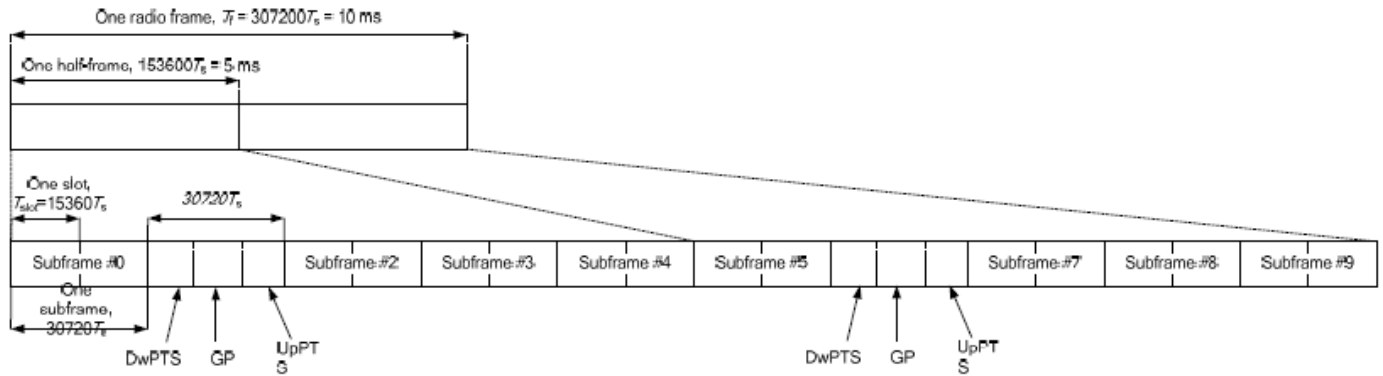 One radio frame, Tf = 307200Ts = 10 ms
One half-frame, 153600Ts = 5 ms
One slot,
Tslot=15360Ts
30720Ts
Subframe #0
Subframe #2
Subframe #3
Subframe #4
Subframe #5
Subframe #7
Subframe #8
Subframe #9
One
subframe,
30720Ts
DwPTS
GP
UpPT
S
DwPTS
GP
UpPT
S